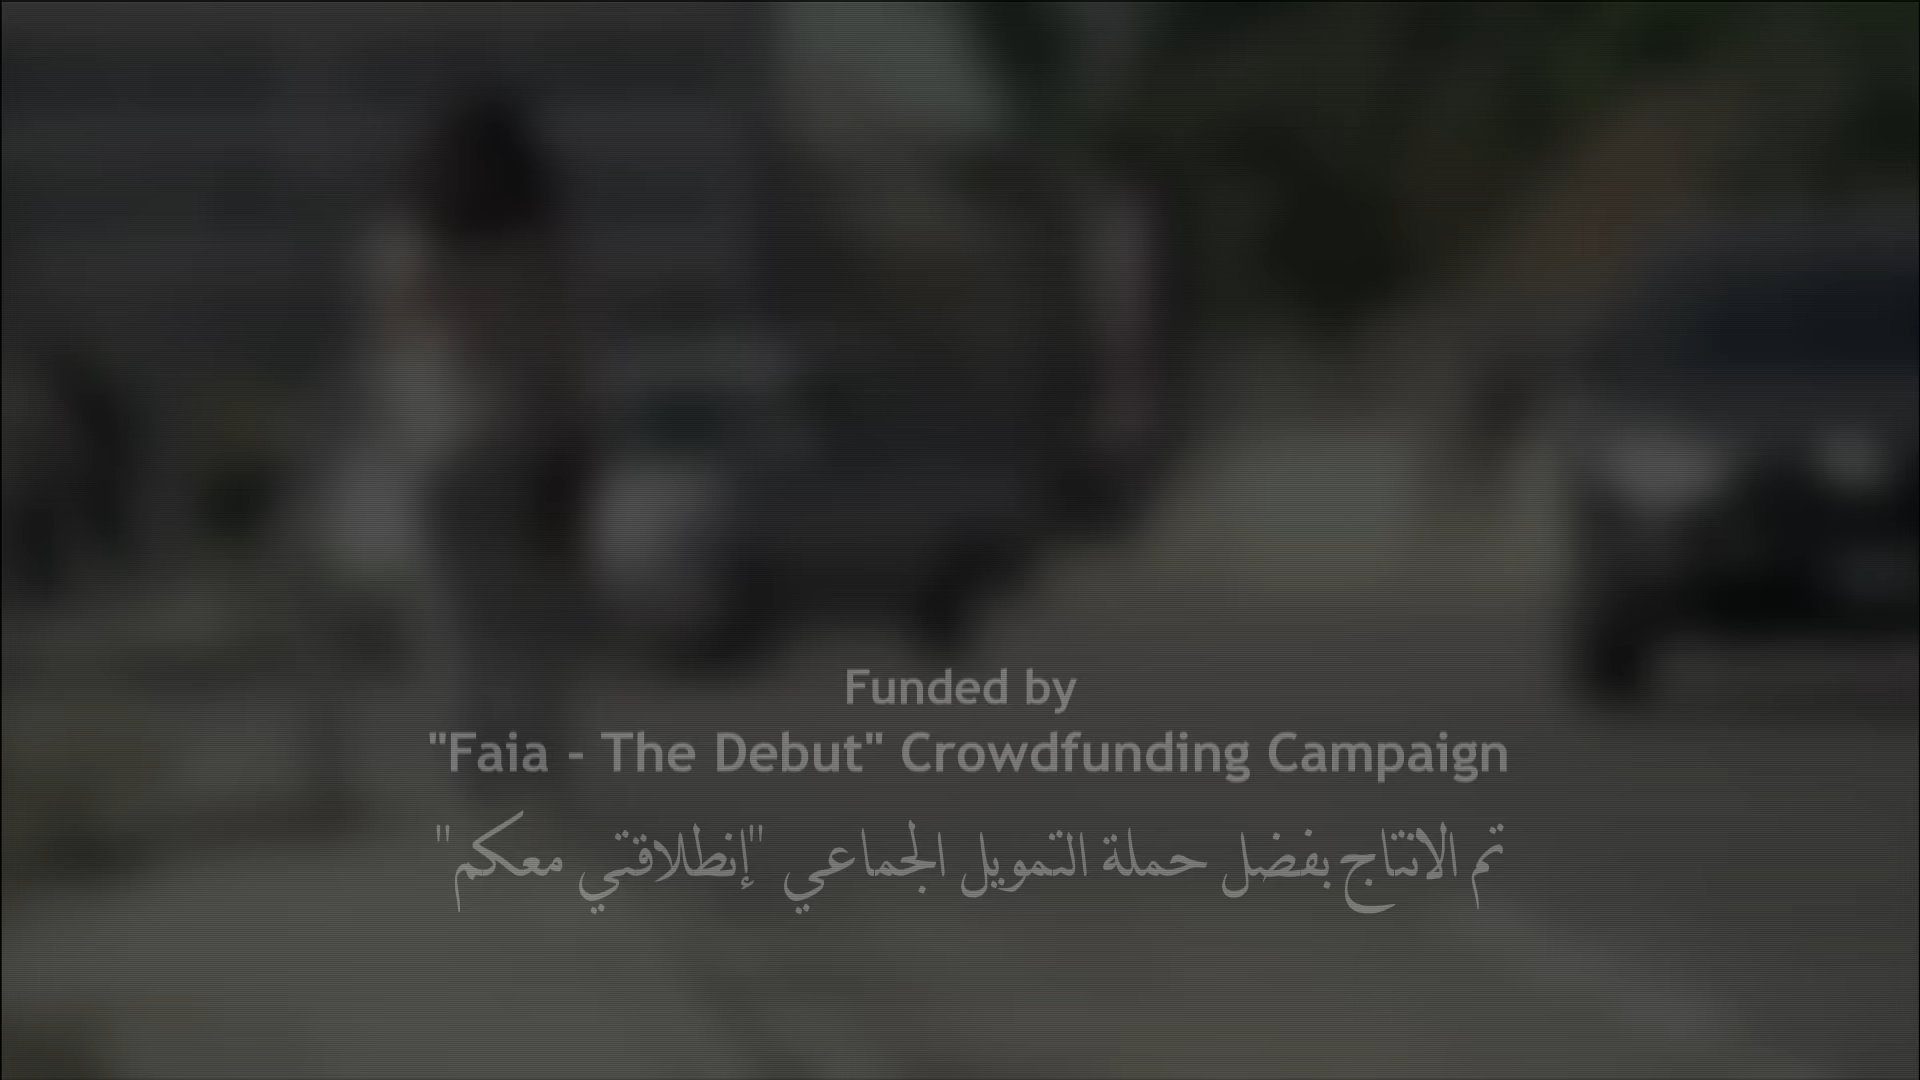 Funded by
"Faia - The Debut" Crowdfunding Campaign
تم الانتاج بفضل حملة التمويل الجماعي "إنطلاقتي معكم"